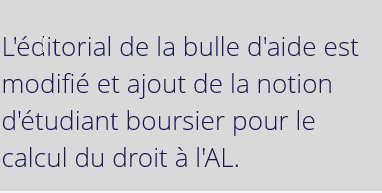 L'éditorial de la bulle d'aide est
modifié et ajout de la notion
d'étudiant boursier pour le
calcul du droit à l'AL.